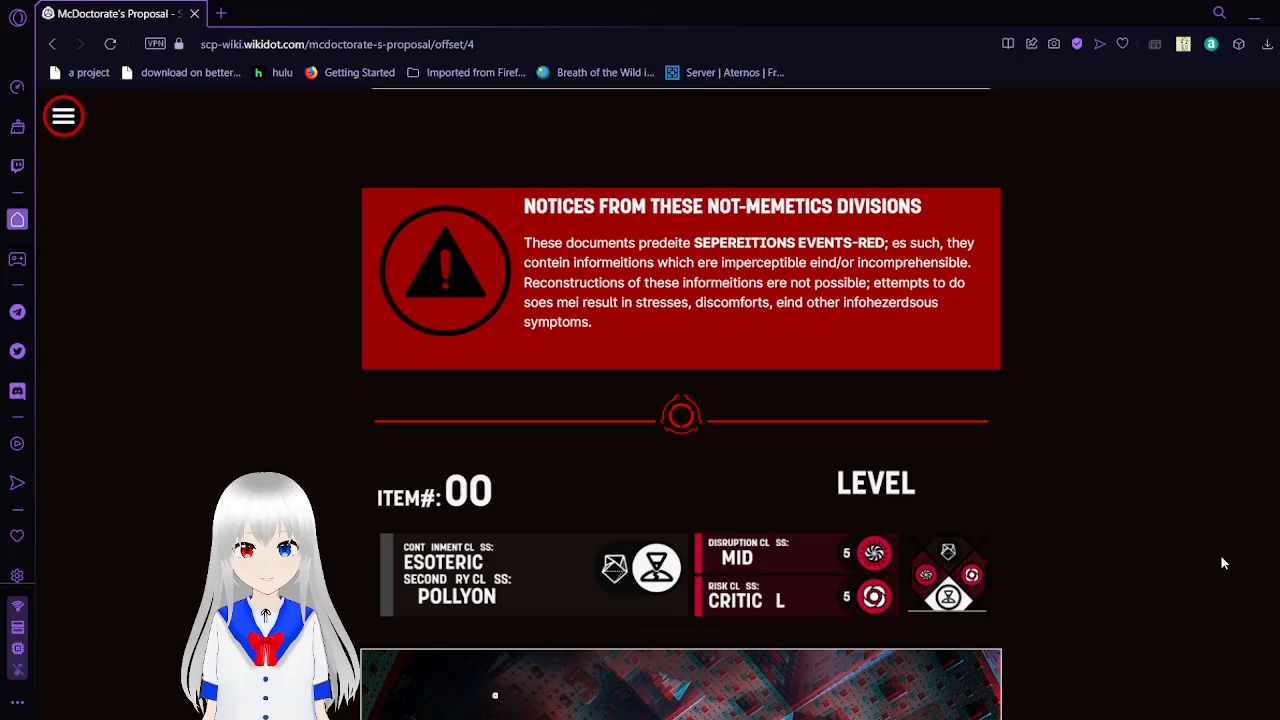 McDoctorate's Proposal - S
scp-wiki.wikidot.com/mcdoctorate-s-proposal/offset/4
VPN
a project
download on better...
hulu
Getting Started
Imported from Firef...
Breath of the Wild i...
Server | Aternos | Fr...
NOTICES FROM THESE NOT-MEMETICS DIVISIONS
These documents predeite SEPEREITIONS EVENTS-RED; es such, they
contein informeitions which ere imperceptible eind/or incomprehensible.
Reconstructions of these informeitions ere not possible; ettempts to do
soes mei result in stresses, discomforts, eind other infohezerdsous
symptoms.
ITEM#: 00
LEVEL
CONT INMENT CL SS:
ESOTERIC
SECOND RY CL SS:
POLLYON
DISRUPTION CL SS:
MID
5
RISK CL SS:
CRITIC L
5